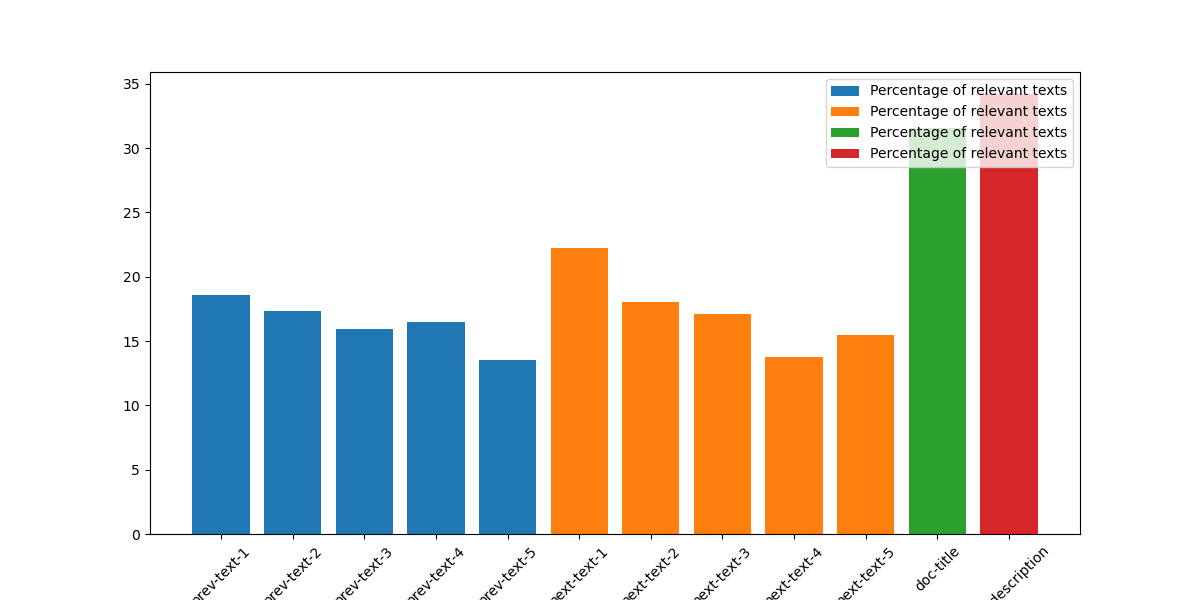 35
30
25
20
15
10
5
0
Percentage of relevant texts
Percentage of relevant texts
Percentage of relevant texts
Percentage of relevant texts
prev-text-1
prev-text-2
prev-text-3
prev-text-4
prev-text-5
next-text-1
next-text-2
next-text-3
next-text-4
next-text-5
doc-title
description